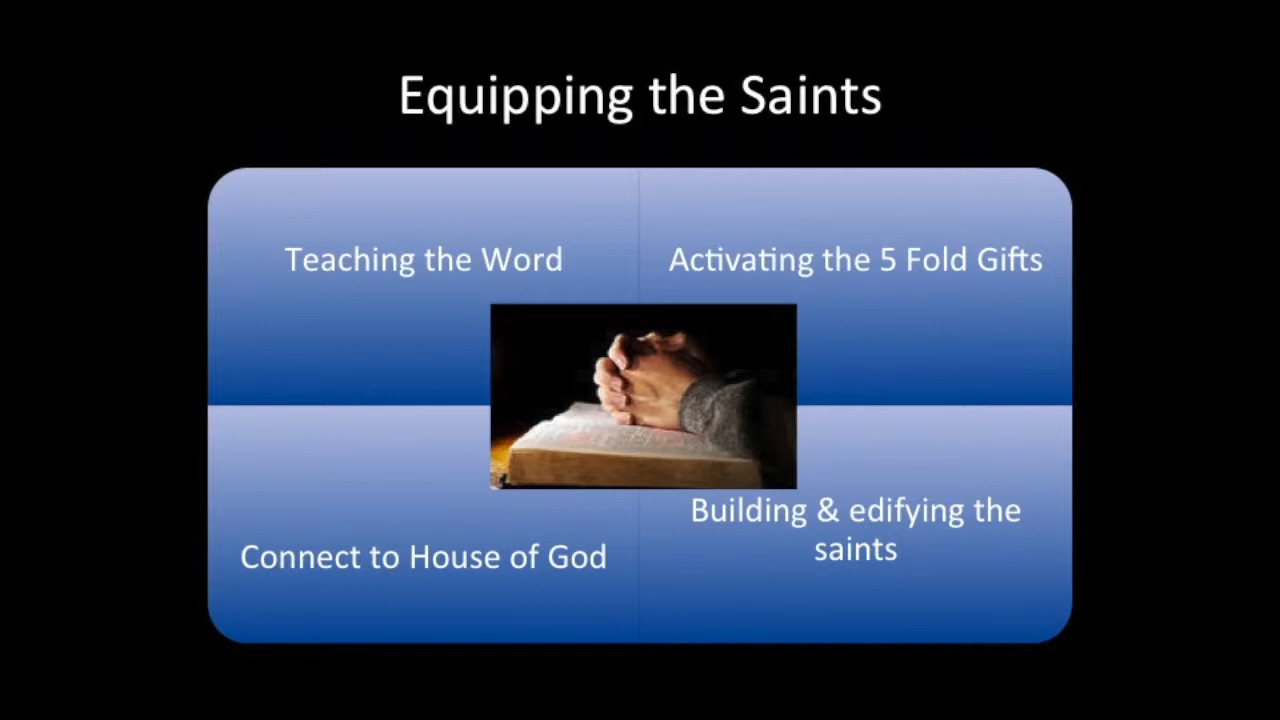 Equipping the Saints
Teaching the Word
Activating the 5 Fold Gifts
Connect to House of God
Building & edifying the
saints